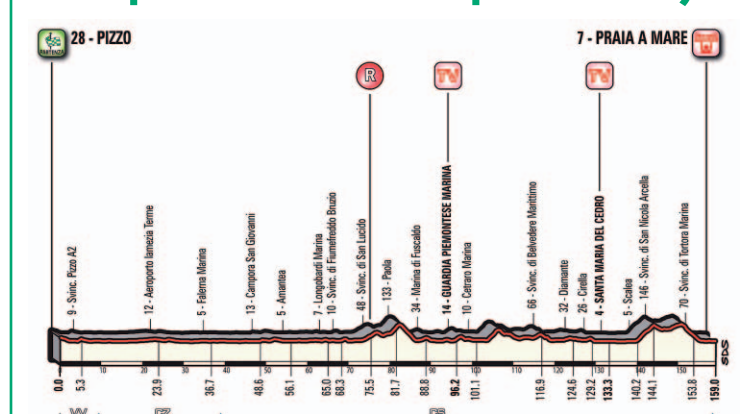 28 - PIZZO
7 - PRAIA A MARE
PARTENZA
R
TV
TV
9 - Svinc. Pizzo A2
12 - Aeroporto lamezia Terme
5 - Falerna Marina
13 - Campora San Giovanni
5 - Amantea
7 - Longobardi Marina
10 - Svinc. di Fiumefreddo Bruzio
48 - Svinc. di San Lucido
133 - Paola
34 - Marina di Fuscaldo
14 - GUARDIA PIEMONTESE MARINA
10 - Cetraro Marina
66 - Svinc. di Belvedere Marittimo
32 - Diamante
26 - Cirella
4 - SANTA MARIA DEL CEDRO
5 - Scalea
146 - Svinc. di San Nicola Arcella
70 - Svinc. di Tortora Marina
SDS
10 20 30 40 50 60 70 80 90 100 110 120 130 140 150
0.0 5.3 23.9 36.7 48.6 56.1 65.0 68.3 75.5 81.7 88.8 96.2 101.1 116.9 124.6 129.2 133.3 140.2 144.1 153.8 159.0